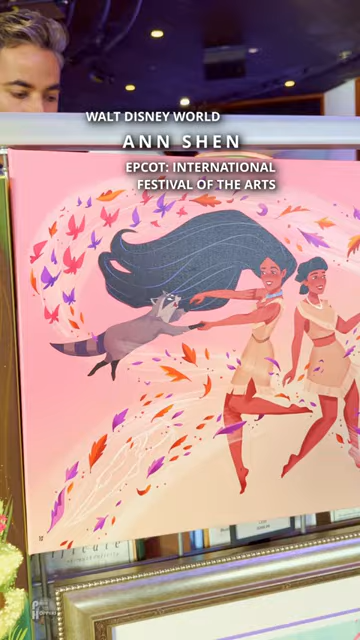 WALT DISNEY WORLD
ANN SHEN
EPCOT: INTERNATIONAL
FESTIVAL OF THE ARTS